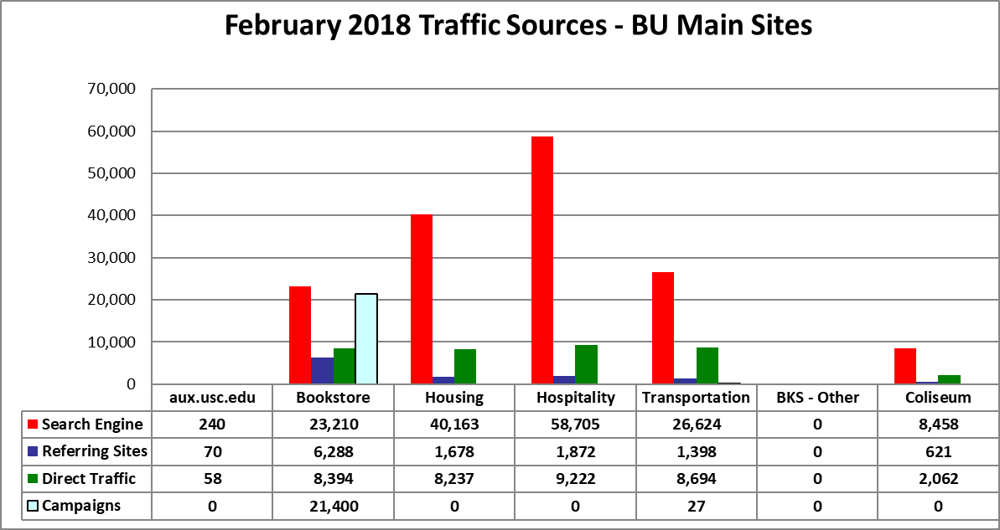 February 2018 Traffic Sources - BU Main Sites
70,000
60,000
50,000
40,000
30,000
20,000
10,000
0
aux.usc.edu Bookstore Housing Hospitality Transportation BKS - Other Coliseum
Search Engine 240 23,210 40,163 58,705 26,624 0 8,458
Referring Sites 70 6,288 1,678 1,872 1,398 0 621
Direct Traffic 58 8,394 8,237 9,222 8,694 0 2,062
Campaigns 0 21,400 0 0 27 0 0